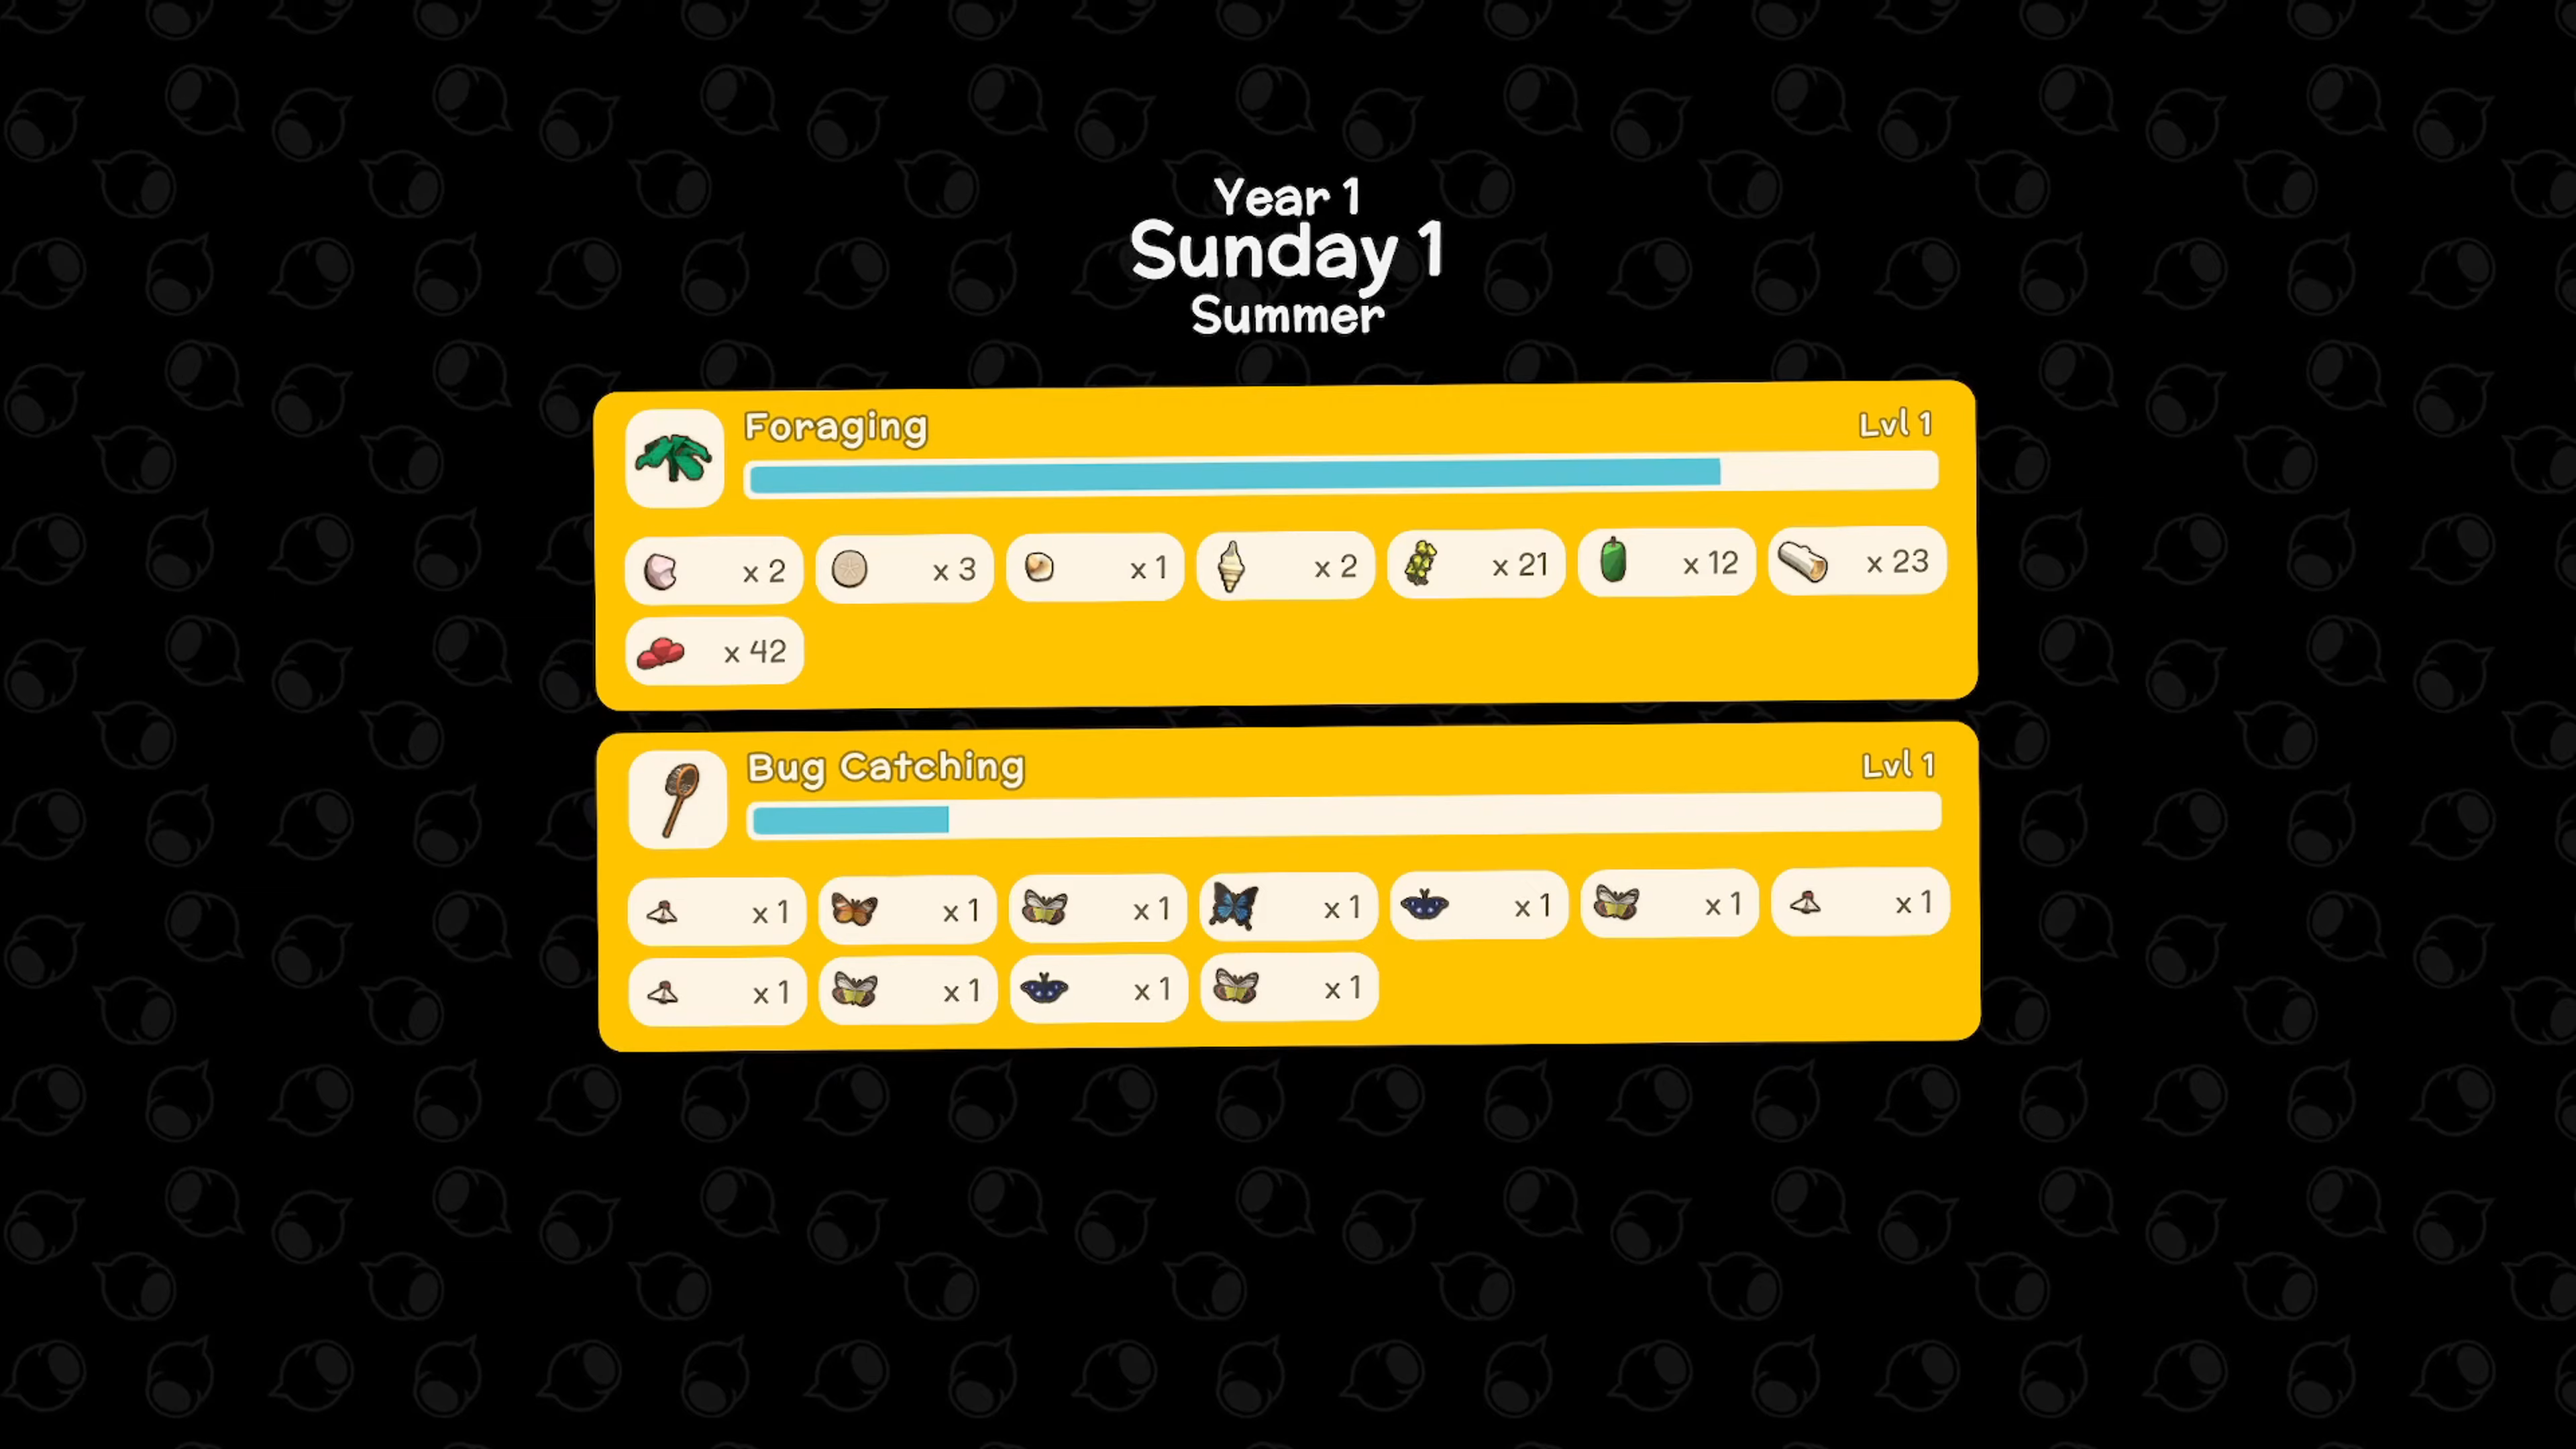 Year 1
Sunday 1
Summer
Foraging
Lvl 1
x 2
x 3
x 1
x 2
x 21
x 12
x 23
x 42
Bug Catching
Lvl 1
x 1
x 1
x 1
x 1
x 1
x 1
x 1
x 1
x 1
x 1
x 1